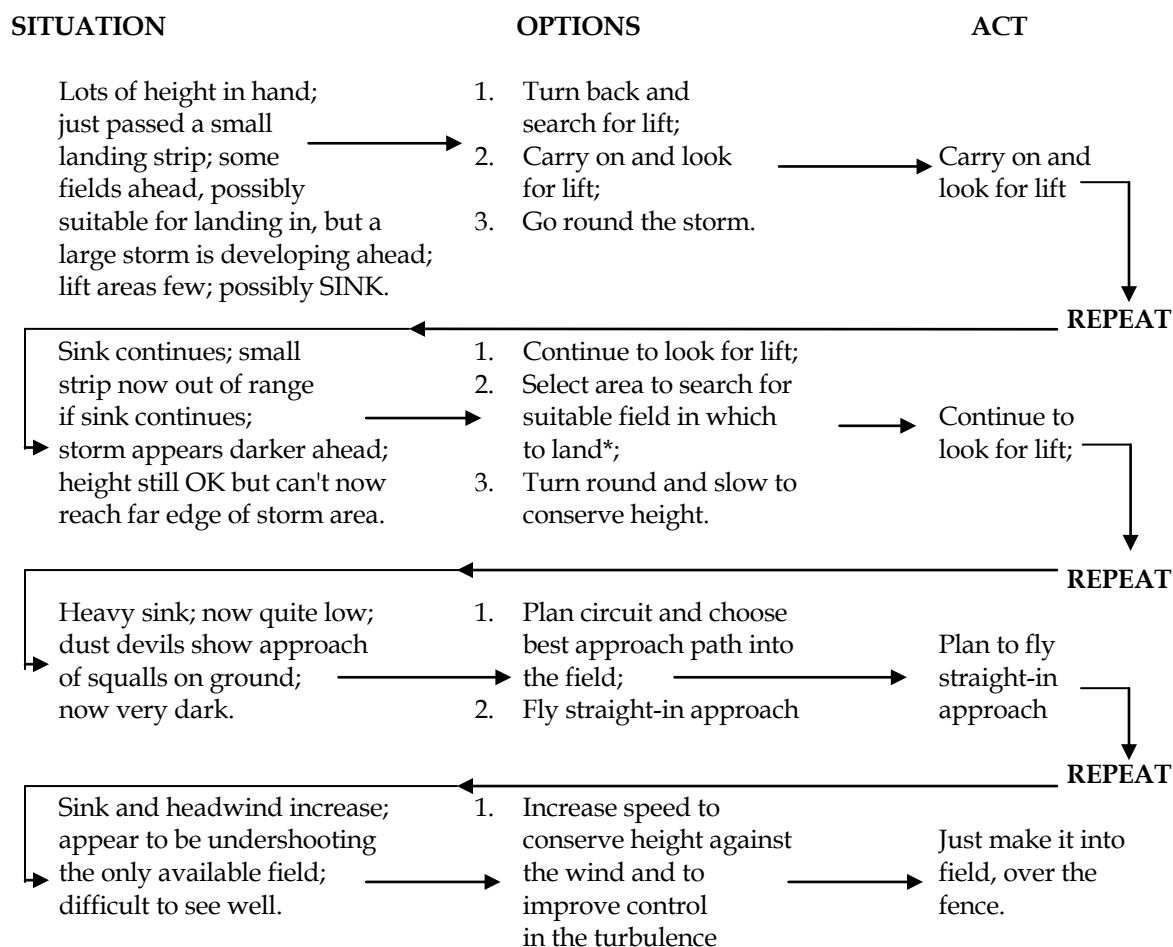 SITUATION OPTIONS ACT
Lots of height in hand;
just passed a small
landing strip; some
fields ahead, possibly
suitable for landing in, but a
large storm is developing ahead;
lift areas few; possibly SINK.
1. Turn back and
search for lift;
2. Carry on and look
for lift;
3. Go round the storm.
Carry on and
look for lift
REPEAT
Sink continues; small
strip now out of range
if sink continues;
storm appears darker ahead;
height still OK but can't now
reach far edge of storm area.
1. Continue to look for lift;
2. Select area to search for
suitable field in which
to land*;
3. Turn round and slow to
conserve height.
Continue to
look for lift;
REPEAT
Heavy sink; now quite low;
dust devils show approach
of squalls on ground;
now very dark.
1. Plan circuit and choose
best approach path into
the field;
2. Fly straight-in approach
Plan to fly
straight-in
approach
REPEAT
Sink and headwind increase;
appear to be undershooting
the only available field;
difficult to see well.
1. Increase speed to
conserve height against
the wind and to
improve control
in the turbulence
Just make it into
field, over the
fence.